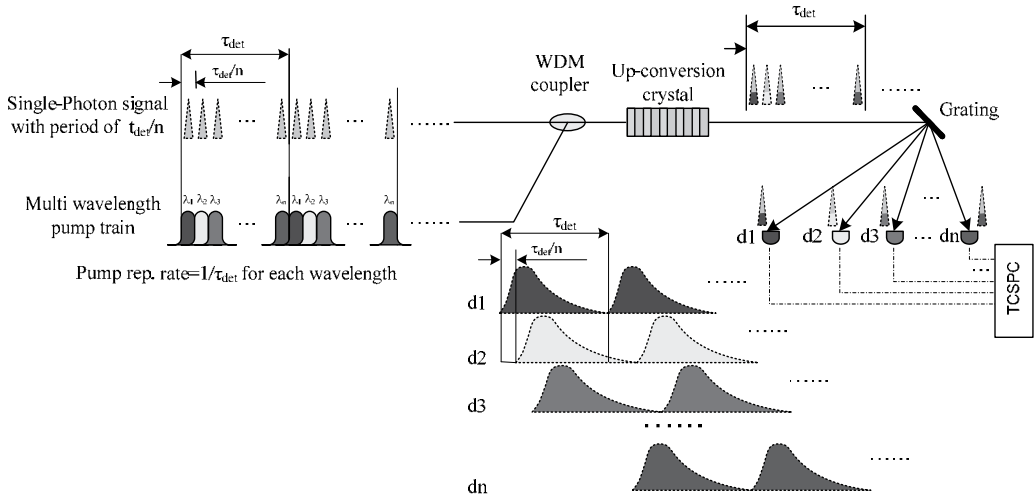 τdet
τdet/n
Single-Photon signal
with period of tdet/n
... ... ......
λ1 λ2 λ3 λn λ1 λ2 λ3 λn
Multi wavelength
pump train
... ... ......
Pump rep. rate=1/τdet for each wavelength
WDM
coupler
Up-conversion
crystal
τdet
... ......
Grating
...
d1 d2 d3 ... dn
...
TCSPC
τdet
τdet/n
d1 ......
d2 ......
d3 ......
......
dn ......